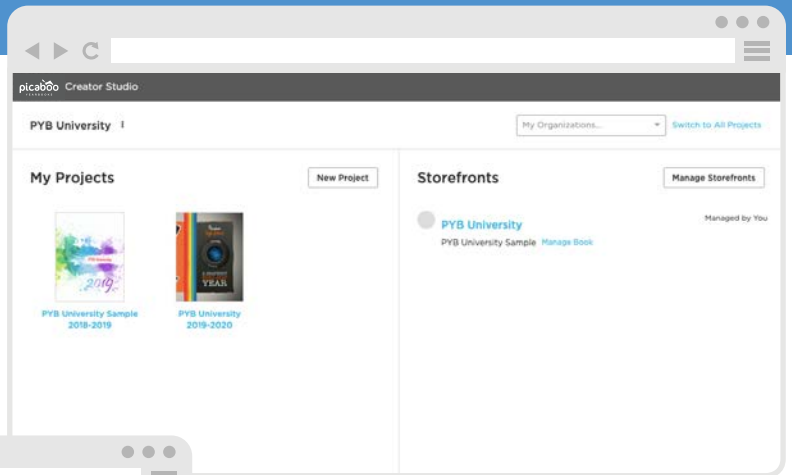 picaboo Creator Studio
YEARBOOKS
PYB University
My Organizations... Switch to All Projects
My Projects
New Project
2019
YEAR
PYB University Sample
2018-2019
PYB University
2019-2020
Storefronts
Manage Storefronts
PYB University
Managed by You
PYB University Sample Manage Book